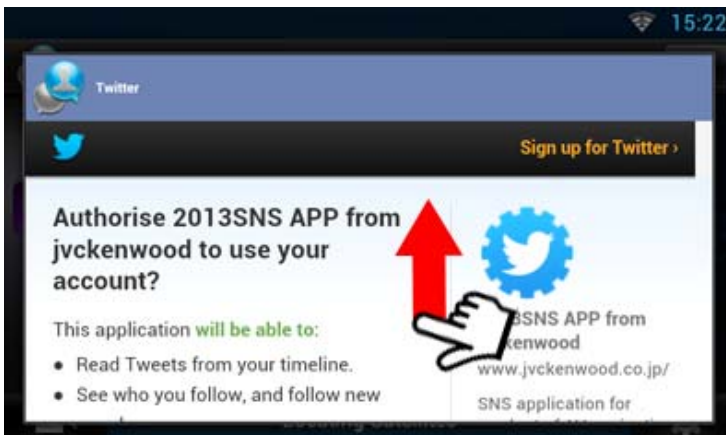 15:22
Twitter
Sign up for Twitter ›
Authorise 2013SNS APP from
jvckenwood to use your
account?
This application will be able to:
• Read Tweets from your timeline.
• See who you follow, and follow new
SNS APP from
www.jvckenwood.co.jp/
SNS application for